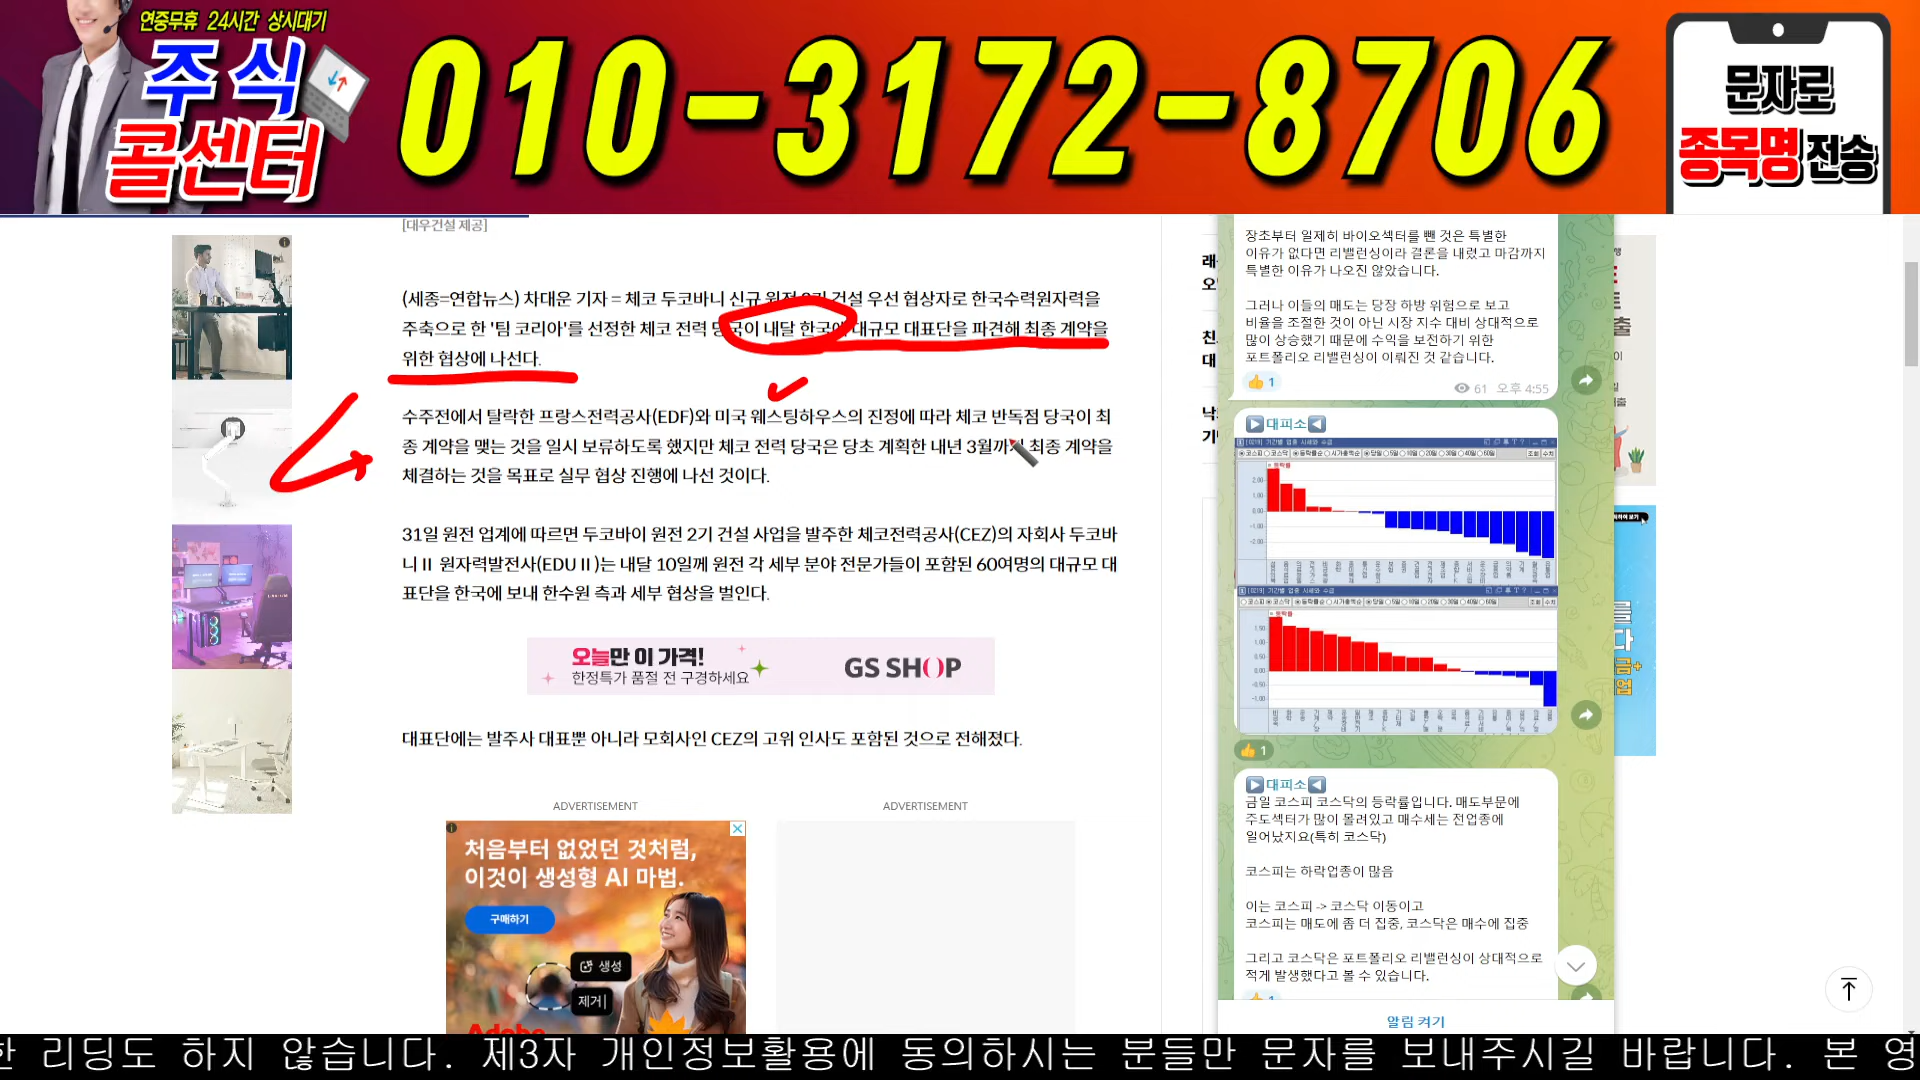 연중무휴 24시간 상시대기
주식
콜센터
010-3172-8706
문자로
종목명 전송
[대우건설 제공]
(세종=연합뉴스) 차대운 기자 = 체코 두코바니 신규 원전 2기 건설 우선 협상자로 한국수력원자력을
주축으로 한 '팀 코리아'를 선정한 체코 전력 당국이 내달 한국에 대규모 대표단을 파견해 최종 계약을
위한 협상에 나선다.
수주전에서 탈락한 프랑스전력공사(EDF)와 미국 웨스팅하우스의 진정에 따라 체코 반독점 당국이 최
종 계약을 맺는 것을 일시 보류하도록 했지만 체코 전력 당국은 당초 계획한 내년 3월까지 최종 계약을
체결하는 것을 목표로 실무 협상 진행에 나선 것이다.
31일 원전 업계에 따르면 두코바이 원전 2기 건설 사업을 발주한 체코전력공사(CEZ)의 자회사 두코바
니Ⅱ 원자력발전사(EDUⅡ)는 내달 10일께 원전 각 세부 분야 전문가들이 포함된 60여명의 대규모 대
표단을 한국에 보내 한수원 측과 세부 협상을 벌인다.
오늘만 이 가격!
한정특가 품절 전 구경하세요
GS SHOP
대표단에는 발주사 대표뿐 아니라 모회사인 CEZ의 고위 인사도 포함된 것으로 전해졌다.
ADVERTISEMENT
ADVERTISEMENT
처음부터 없었던 것처럼,
이것이 생성형 AI 마법.
구매하기
생성
제거
Adobe
장초부터 일제히 바이오섹터를 뺀 것은 특별한
이유가 없다면 리밸런싱이라 결론을 내렸고 마감까지
특별한 이유가 나오진 않았습니다.
그러나 이들의 매도는 당장 하방 위험으로 보고
비율을 조절한 것이 아닌 시장 지수 대비 상대적으로
많이 상승했기 때문에 수익을 보전하기 위한
포트폴리오 리밸런싱이 이뤄진 것 같습니다.
1
61 오후 4:55
대피소
[0219] 기간별 업종 시세와 수급
[0219] 기간별 업종 시세와 수급
1
대피소
금일 코스피 코스닥의 등락률입니다. 매도부문에
주도섹터가 많이 몰려있고 매수세는 전업종에
일어났지요(특히 코스닥)
코스피는 하락업종이 많음
이는 코스피 -> 코스닥 이동이고
코스피는 매도에 좀 더 집중, 코스닥은 매수에 집중
그리고 코스닥은 포트폴리오 리밸런싱이 상대적으로
적게 발생했다고 볼 수 있습니다.
알림 켜기
한 리딩도 하지 않습니다. 제3자 개인정보활용에 동의하시는 분들만 문자를 보내주시길 바랍니다. 본 영